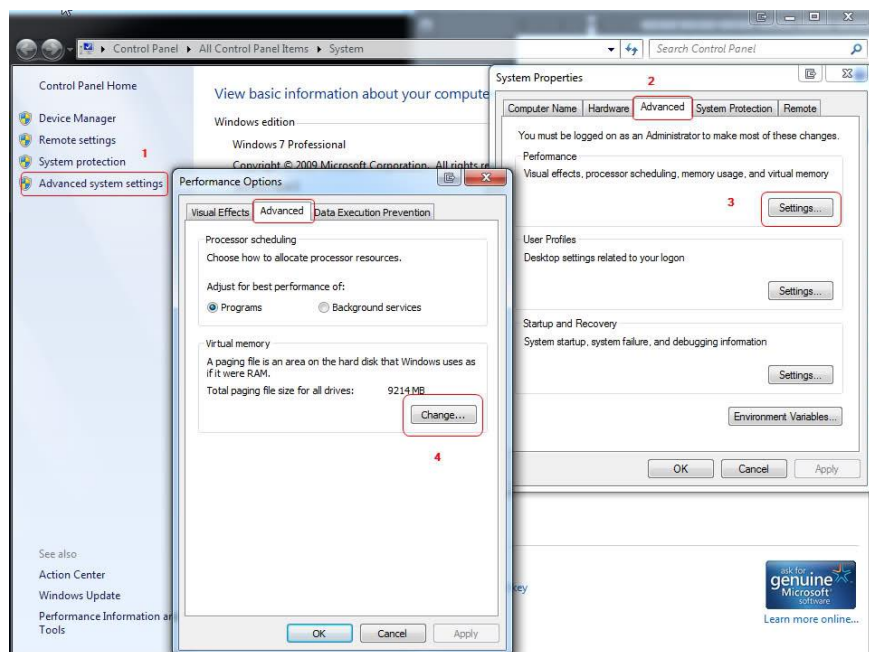 Control Panel ▸ All Control Panel Items ▸ System
Search Control Panel
Control Panel Home
Device Manager
Remote settings
System protection
1
Advanced system settings
See also
Action Center
Windows Update
Performance Information
Tools
View basic information about your compute
Windows edition
Windows 7 Professional
Copyright © 2009 Microsoft Corporation. All rights re
System Properties
2
Computer Name
Hardware
Advanced
System Protection
Remote
You must be logged on as an Administrator to make most of these changes.
Performance
Visual effects, processor scheduling, memory usage, and virtual memory
3
Settings...
User Profiles
Desktop settings related to your logon
Settings...
Startup and Recovery
System startup, system failure, and debugging information
Settings...
Environment Variables...
OK
Cancel
Apply
Performance Options
Visual Effects
Advanced
Data Execution Prevention
Processor scheduling
Choose how to allocate processor resources.
Adjust for best performance of:
Programs
Background services
Virtual memory
A paging file is an area on the hard disk that Windows uses as
if it were RAM.
Total paging file size for all drives: 9214 MB
Change...
4
OK
Cancel
Apply
key
ask for
genuine
Microsoft
software
Learn more online...